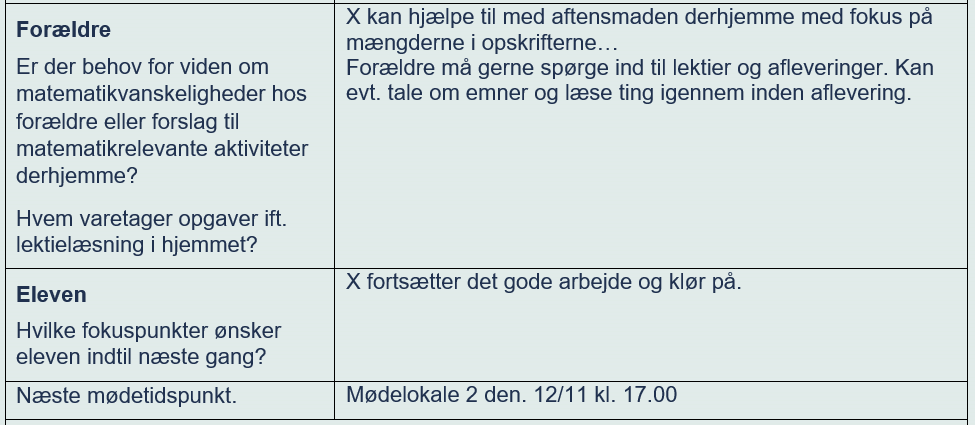 Forældre
Er der behov for viden om
matematikvanskeligheder hos
forældre eller forslag til
matematikrelevante aktiviteter
derhjemme?
Hvem varetager opgaver ift.
lektielæsning i hjemmet?
X kan hjælpe til med aftensmaden derhjemme med fokus på
mængderne i opskrifterne…
Forældre må gerne spørge ind til lektier og afleveringer. Kan
evt. tale om emner og læse ting igennem inden aflevering.
Eleven
Hvilke fokuspunkter ønsker
eleven indtil næste gang?
X fortsætter det gode arbejde og klør på.
Næste mødetidspunkt.
Mødelokale 2 den. 12/11 kl. 17.00